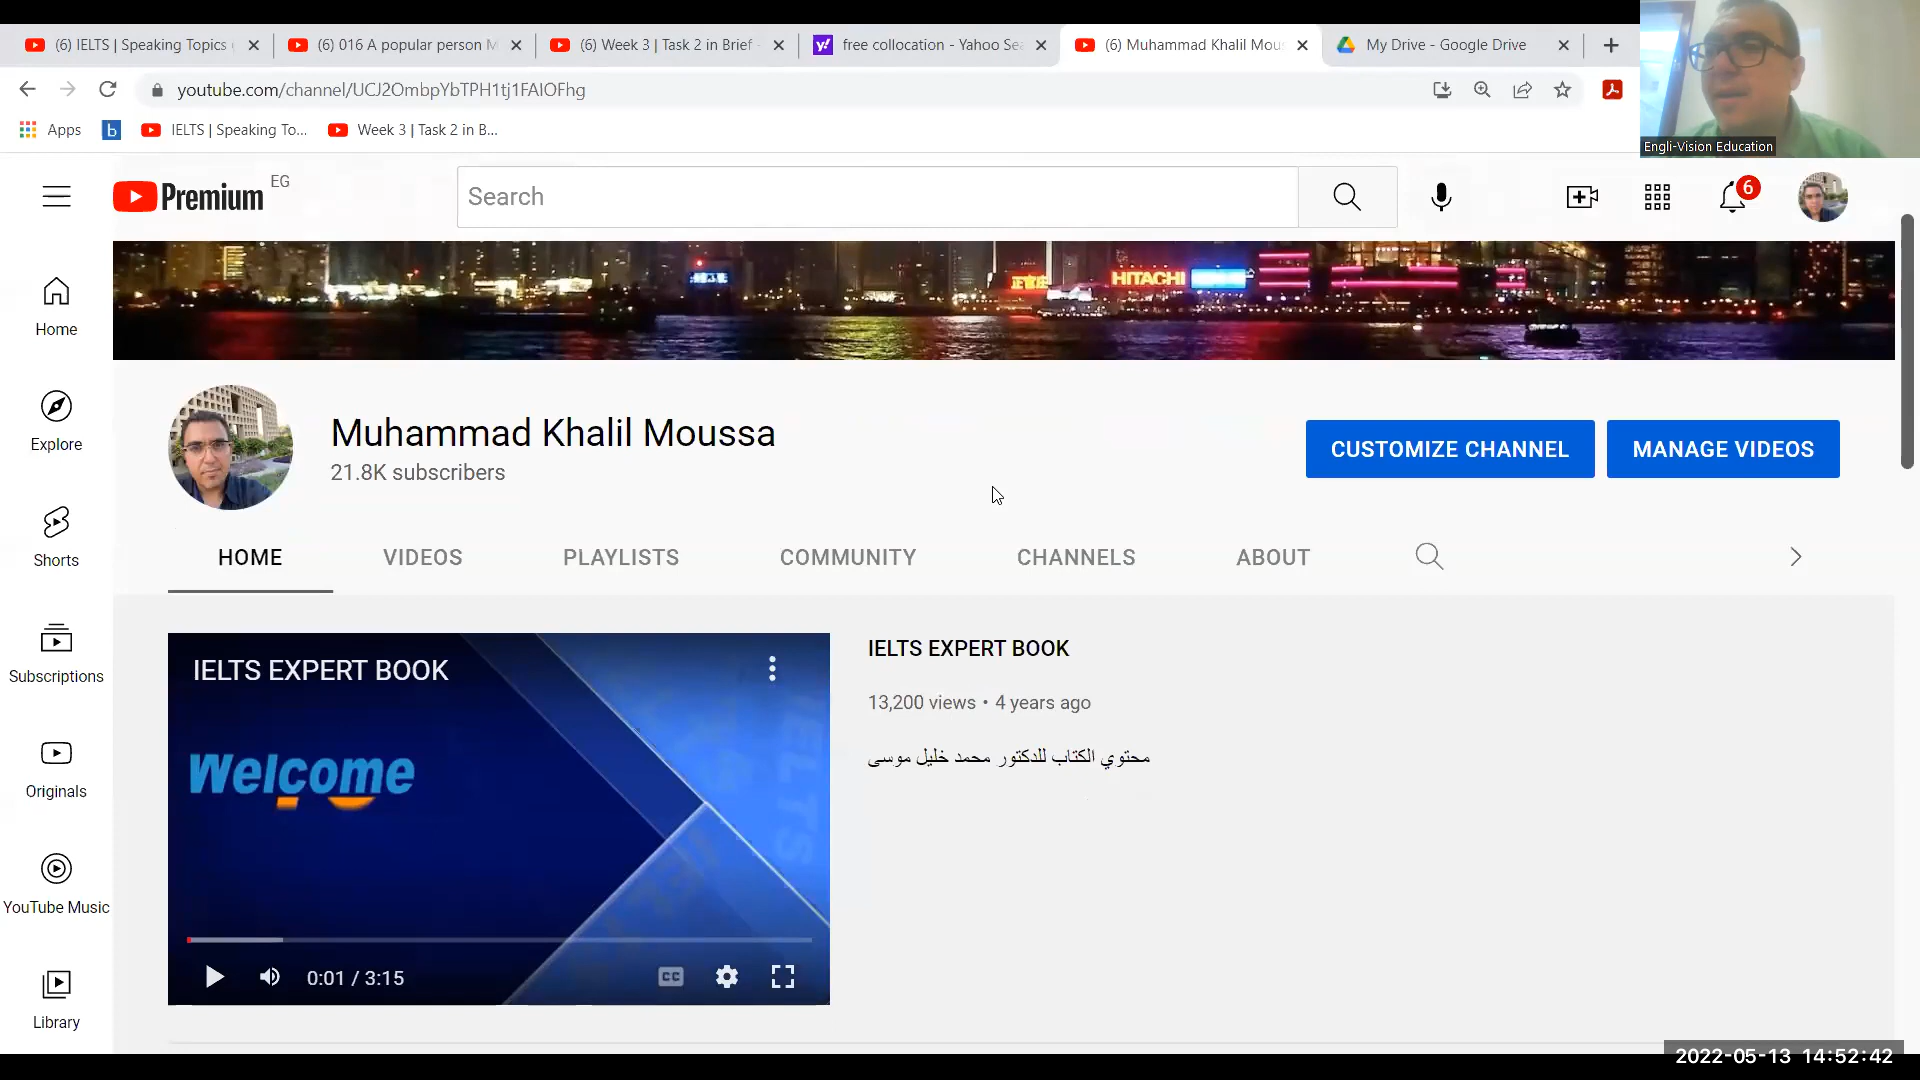 (6) IELTS | Speaking Topics
(6) 016 A popular person M
(6) Week 3 | Task 2 in Brief -
free collocation - Yahoo Sea
(6) Muhammad Khalil Mous
My Drive - Google Drive
youtube.com/channel/UCJ2OmbpYbTPH1tj1FAIOFhg
Apps
b
IELTS | Speaking To...
Week 3 | Task 2 in B...
Engli-Vision Education
Premium
EG
Search
6
HITACHI
Home
Explore
Shorts
Subscriptions
Originals
YouTube Music
Library
Muhammad Khalil Moussa
21.8K subscribers
CUSTOMIZE CHANNEL
MANAGE VIDEOS
HOME
VIDEOS
PLAYLISTS
COMMUNITY
CHANNELS
ABOUT
IELTS EXPERT BOOK
Welcome
IELTS
0:01 / 3:15
CC
IELTS EXPERT BOOK
13,200 views • 4 years ago
محتوي الكتاب للدكتور محمد خليل موسى
2022-05-13 14:52:42